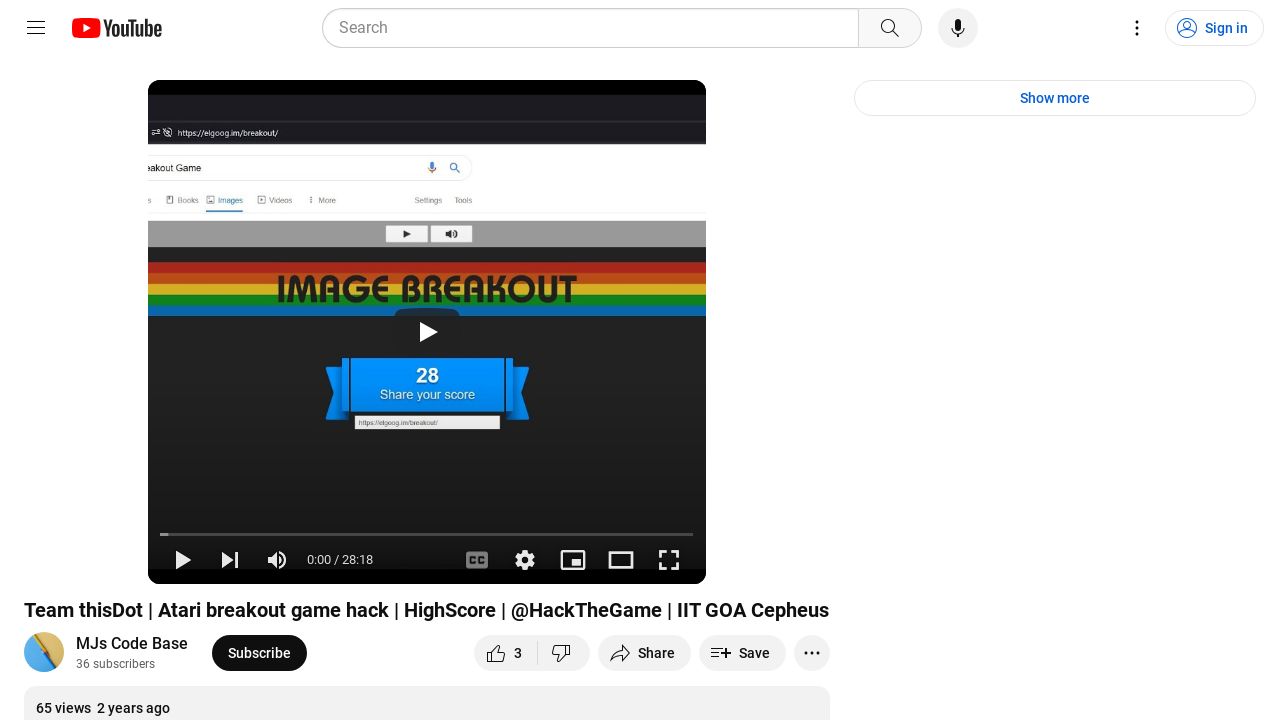 YouTube
Search
Sign in
Show more
https://elgoog.im/breakout/
eakout Game
s Books Images Videos More Settings Tools
IMAGE BREAKOUT
28
Share your score
https://elgoog.im/breakout/
0:00 / 28:18
CC
Team thisDot | Atari breakout game hack | HighScore | @HackTheGame | IIT GOA Cepheus
MJs Code Base
36 subscribers
Subscribe
3
Share
Save
65 views 2 years ago